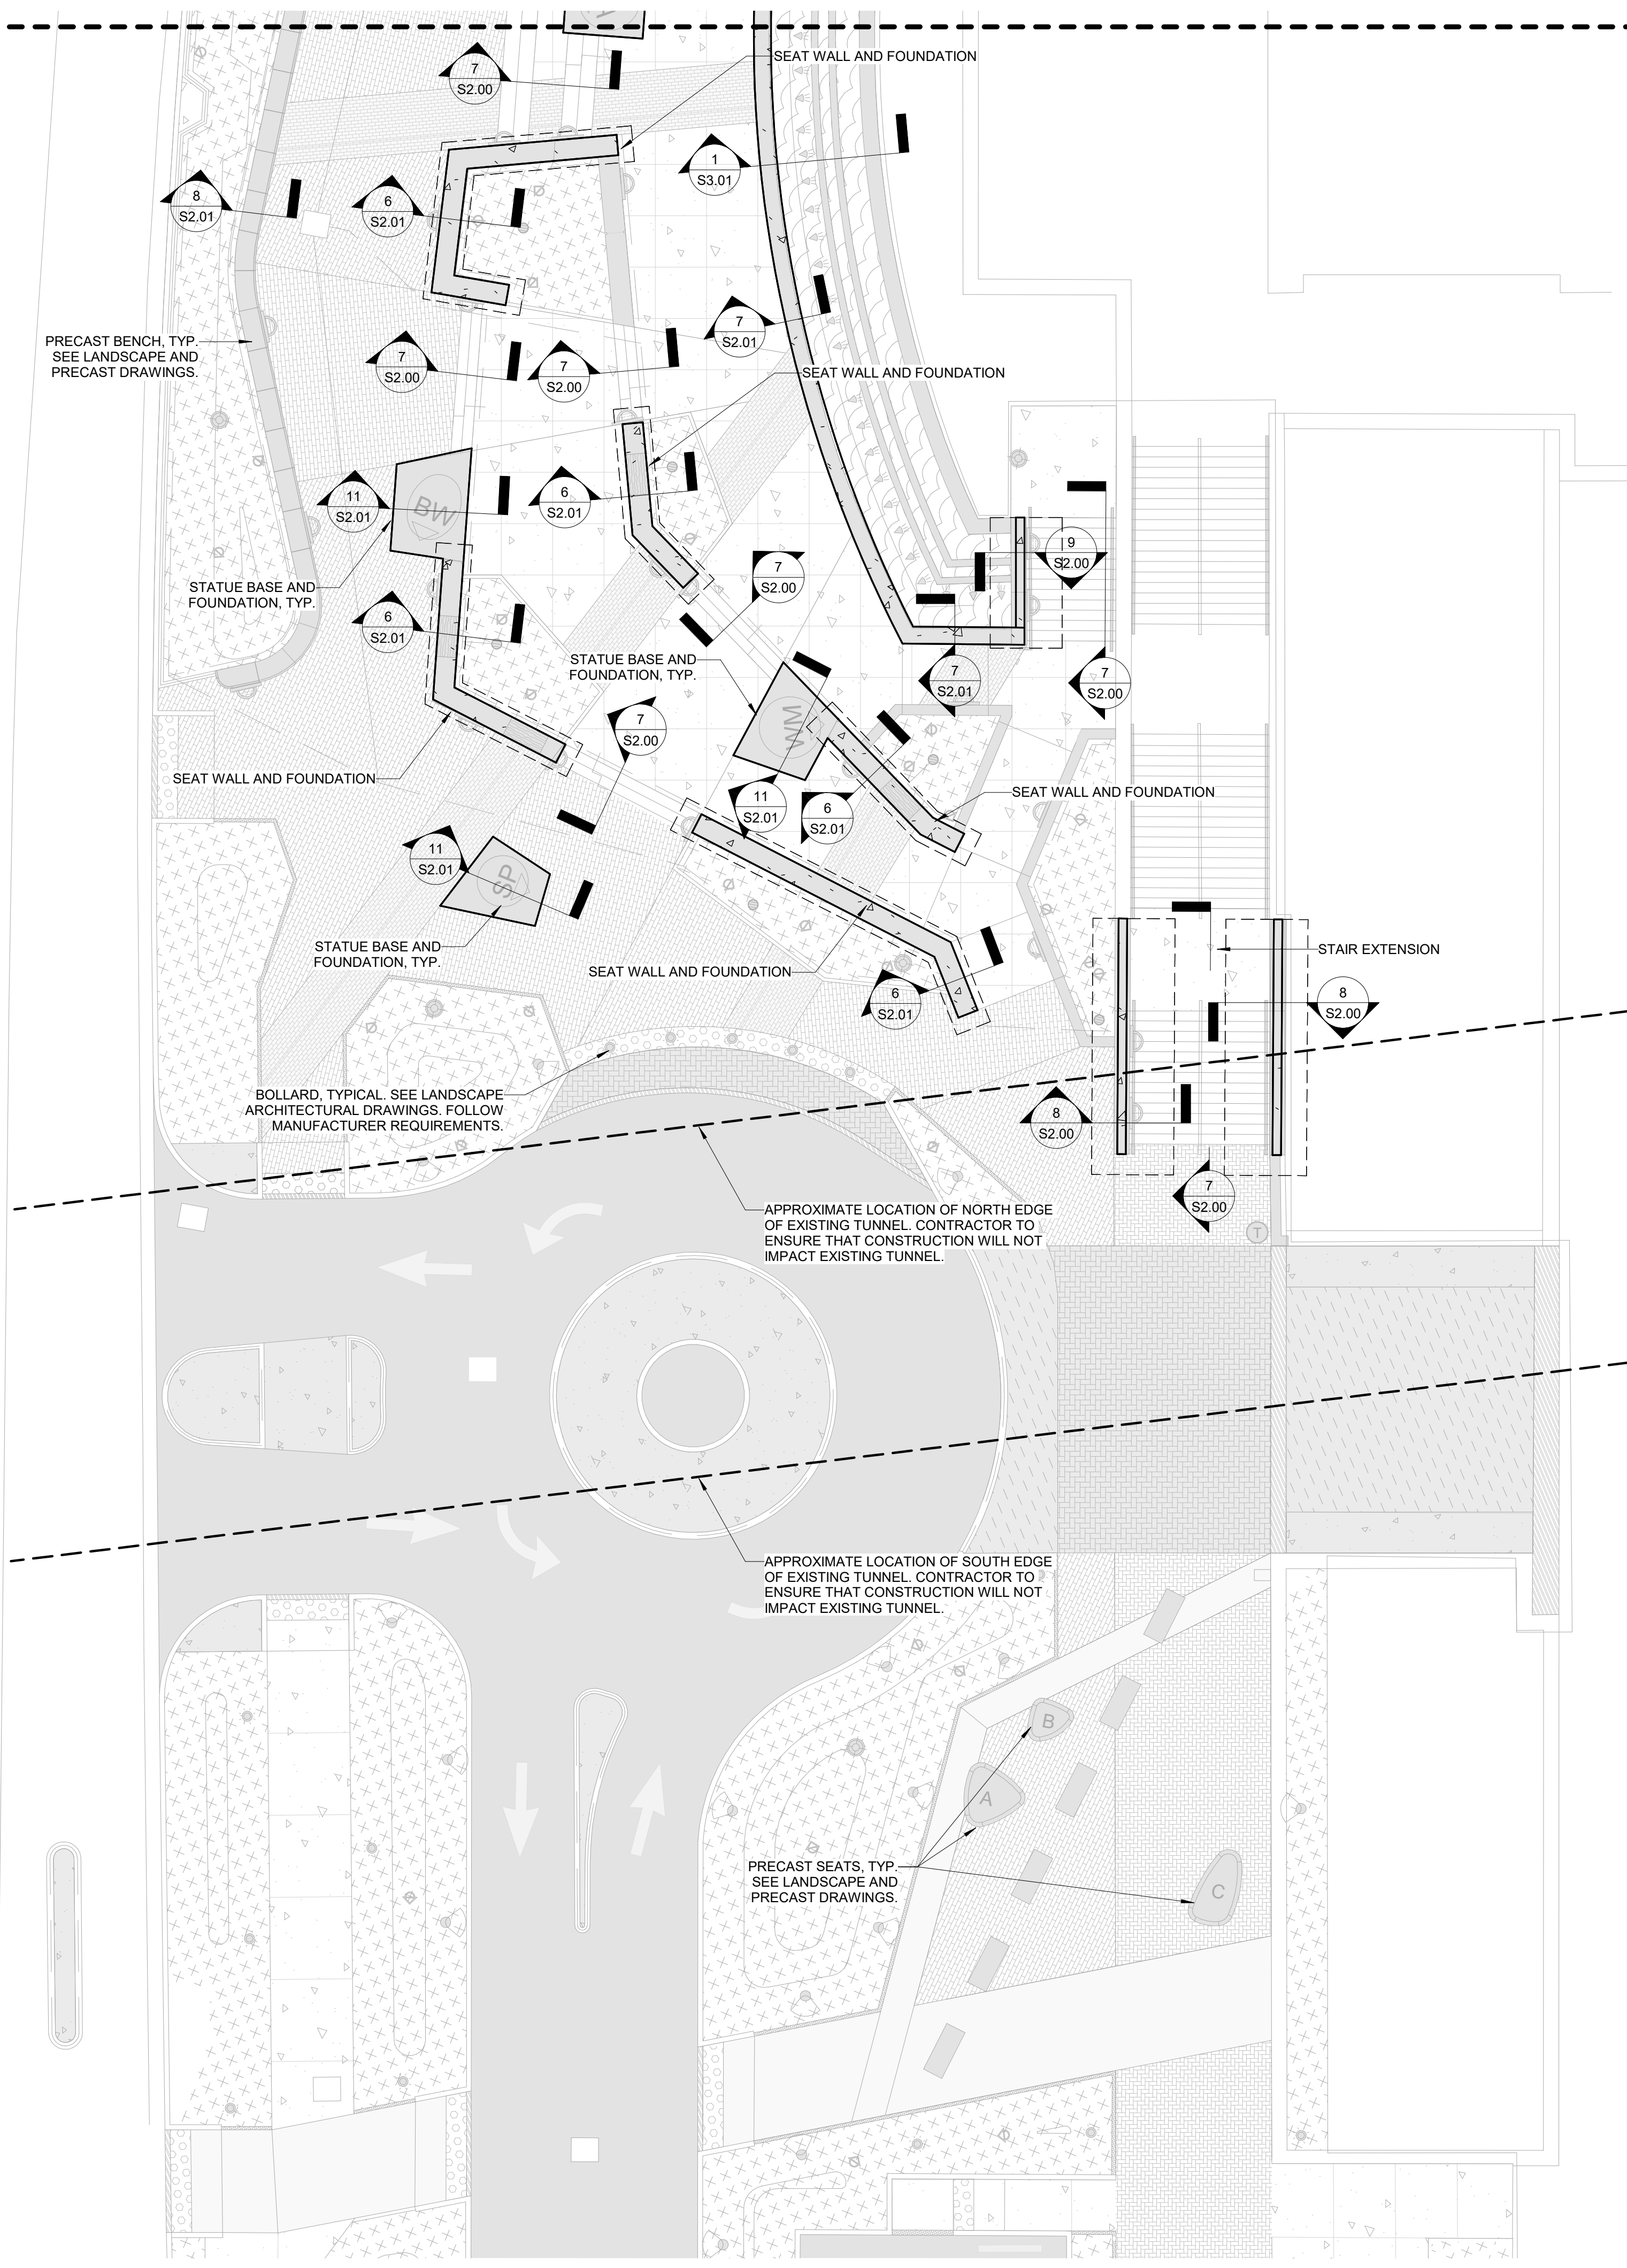 SEAT WALL AND FOUNDATION
7
S2.00
1
S3.01
8
S2.01
6
S2.01
7
S2.01
PRECAST BENCH, TYP.
SEE LANDSCAPE AND
PRECAST DRAWINGS.
7
S2.00
7
S2.00
SEAT WALL AND FOUNDATION
11
S2.01
BW
6
S2.01
9
S2.00
7
S2.00
STATUE BASE AND
FOUNDATION, TYP.
6
S2.01
STATUE BASE AND
FOUNDATION, TYP.
7
S2.01
7
S2.00
7
S2.00
WM
SEAT WALL AND FOUNDATION
11
S2.01
6
S2.01
SEAT WALL AND FOUNDATION
11
S2.01
SP
STATUE BASE AND
FOUNDATION, TYP.
SEAT WALL AND FOUNDATION
STAIR EXTENSION
6
S2.01
8
S2.00
BOLLARD, TYPICAL. SEE LANDSCAPE
ARCHITECTURAL DRAWINGS. FOLLOW
MANUFACTURER REQUIREMENTS.
8
S2.00
7
S2.00
APPROXIMATE LOCATION OF NORTH EDGE
OF EXISTING TUNNEL. CONTRACTOR TO
ENSURE THAT CONSTRUCTION WILL NOT
IMPACT EXISTING TUNNEL.
T
APPROXIMATE LOCATION OF SOUTH EDGE
OF EXISTING TUNNEL. CONTRACTOR TO
ENSURE THAT CONSTRUCTION WILL NOT
IMPACT EXISTING TUNNEL.
B
A
PRECAST SEATS, TYP.
SEE LANDSCAPE AND
PRECAST DRAWINGS.
C